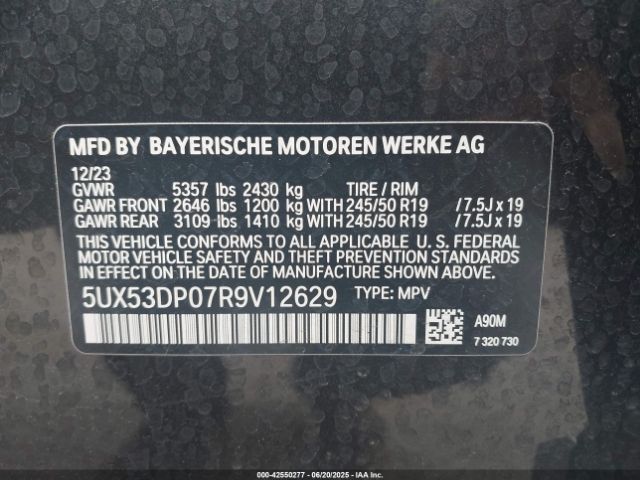 MFD BY BAYERISCHE MOTOREN WERKE AG
12/23
GVWR 5357 lbs 2430 kg TIRE / RIM
GAWR FRONT 2646 lbs 1200 kg WITH 245/50 R19 / 7.5J x 19
GAWR REAR 3109 lbs 1410 kg WITH 245/50 R19 / 7.5J x 19
THIS VEHICLE CONFORMS TO ALL APPLICABLE U. S. FEDERAL
MOTOR VEHICLE SAFETY AND THEFT PREVENTION STANDARDS
IN EFFECT ON THE DATE OF MANUFACTURE SHOWN ABOVE.
5UX53DP07R9V12629 TYPE: MPV
A90M
7 320 730
000-42550277 - 06/20/2025 - IAAI, Inc.